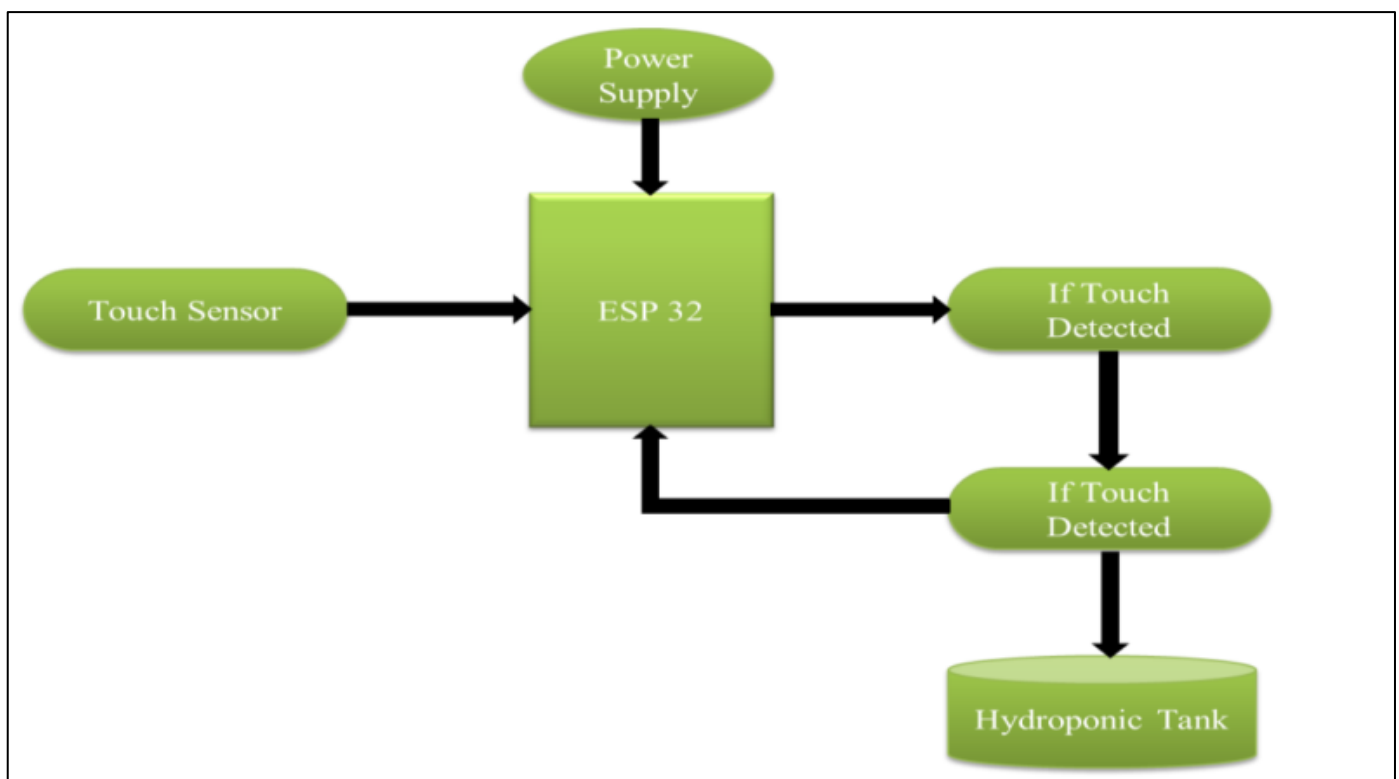 Power
Supply
Touch Sensor
ESP 32
If Touch
Detected
If Touch
Detected
Hydroponic Tank